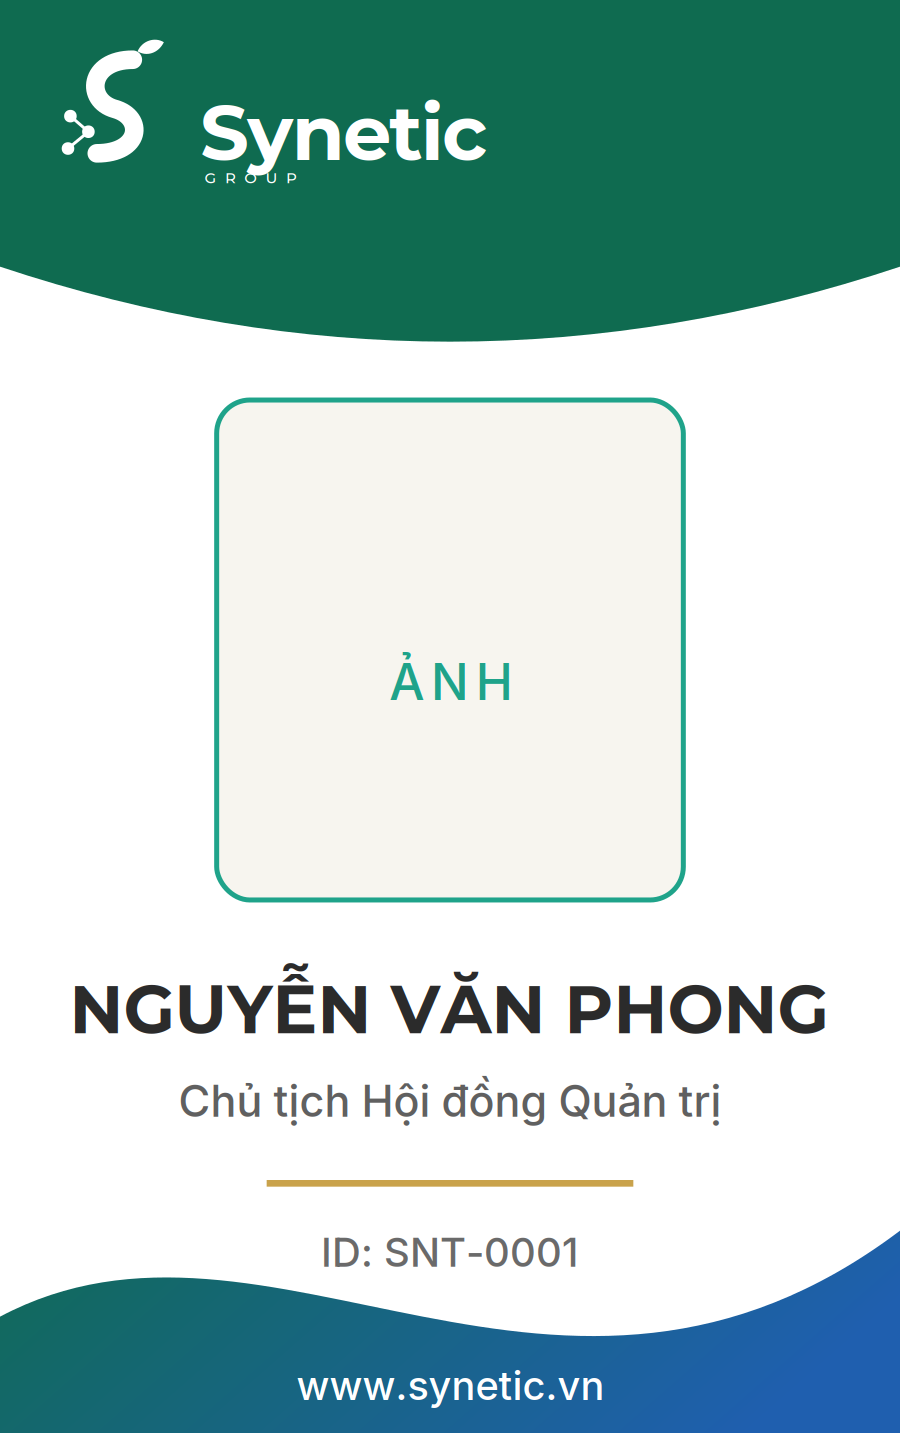 Synetic
GROUP
ẢNH
NGUYỄN VĂN PHONG
Chủ tịch Hội đồng Quản trị
ID: SNT-0001
www.synetic.vn